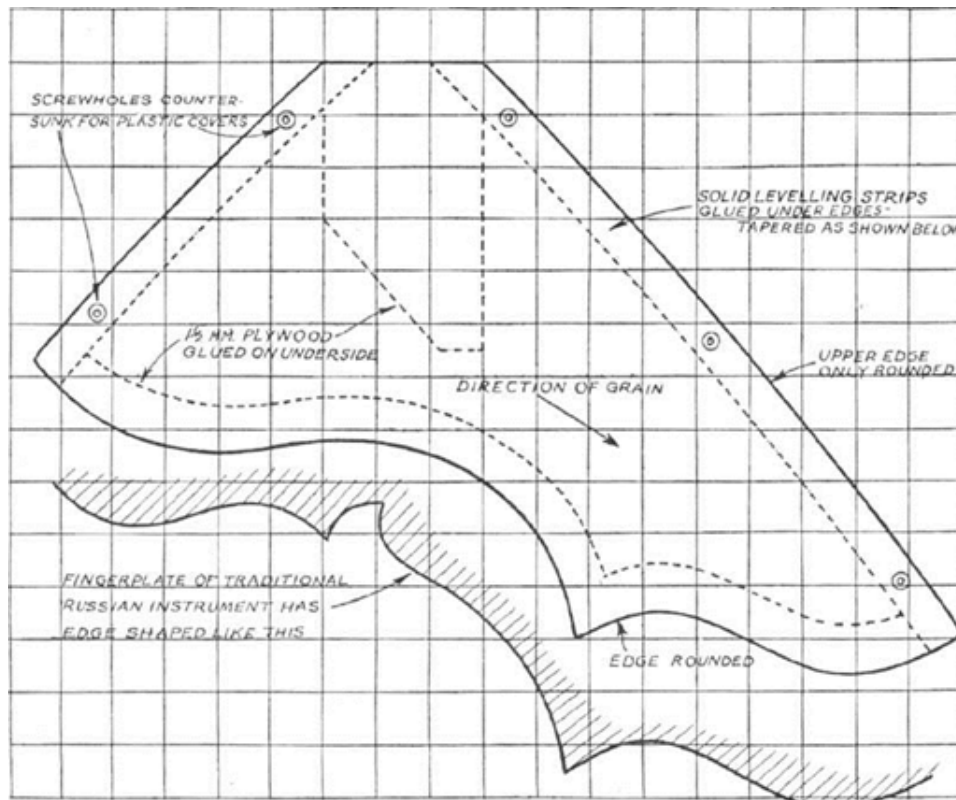 SCREWHOLES COUNTER-
SUNK FOR PLASTIC COVERS
SOLID LEVELLING STRIPS
GLUED UNDER EDGES-
TAPERED AS SHOWN BELOW
1½ MM. PLYWOOD
GLUED ON UNDERSIDE
UPPER EDGE
ONLY ROUNDED
DIRECTION OF GRAIN
FINGERPLATE OF TRADITIONAL
RUSSIAN INSTRUMENT HAS
EDGE SHAPED LIKE THIS
EDGE ROUNDED